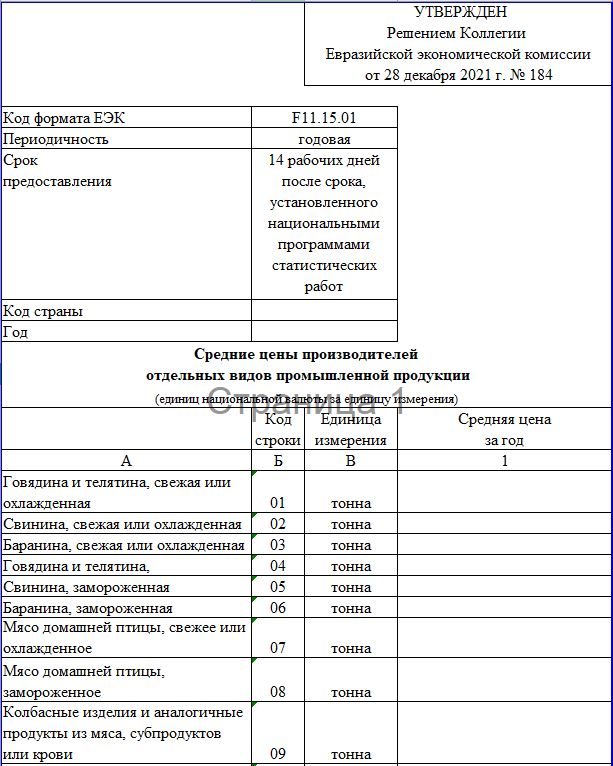 УТВЕРЖДЕН
Решением Коллегии
Евразийской экономической комиссии
от 28 декабря 2021 г. № 184
Код формата ЕЭК F11.15.01
Периодичность годовая
Срок 14 рабочих дней
предоставления после срока,
установленного
национальными
программами
статистических
работ
Код страны
Год
Средние цены производителей
отдельных видов промышленной продукции
(единиц национальной валюты за единицу измерения)
Страница 1
Код Единица Средняя цена
строки измерения за год
А Б В 1
Говядина и телятина, свежая или
охлажденная 01 тонна
Свинина, свежая или охлажденная 02 тонна
Баранина, свежая или охлажденная 03 тонна
Говядина и телятина, 04 тонна
Свинина, замороженная 05 тонна
Баранина, замороженная 06 тонна
Мясо домашней птицы, свежее или
охлажденное 07 тонна
Мясо домашней птицы,
замороженное 08 тонна
Колбасные изделия и аналогичные
продукты из мяса, субпродуктов
или крови 09 тонна